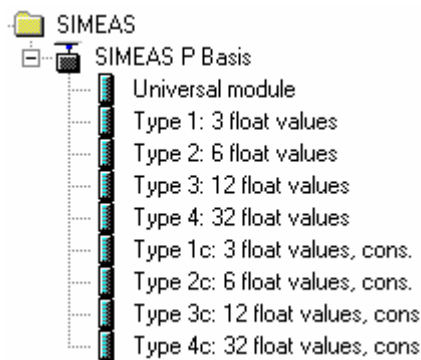 SIMEAS
SIMEAS P Basis
Universal module
Type 1: 3 float values
Type 2: 6 float values
Type 3: 12 float values
Type 4: 32 float values
Type 1c: 3 float values, cons.
Type 2c: 6 float values, cons.
Type 3c: 12 float values, cons
Type 4c: 32 float values, cons